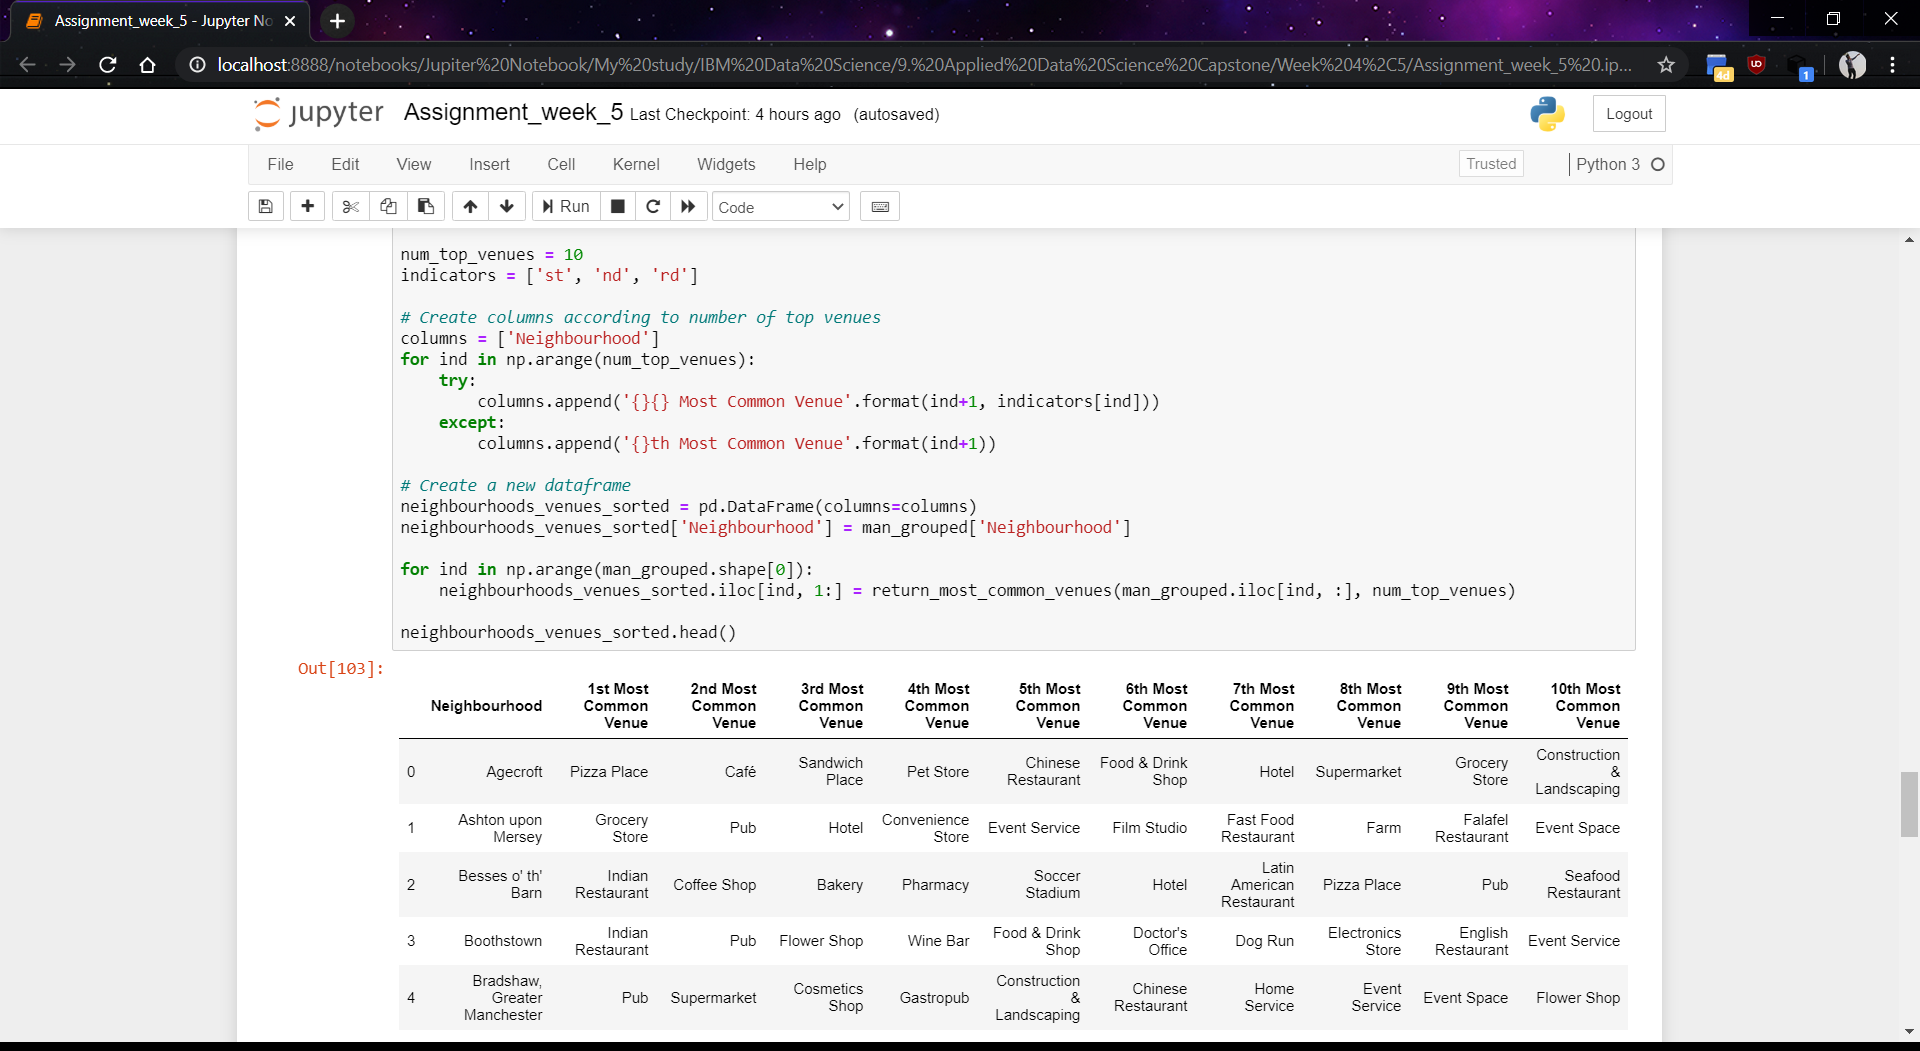 Assignment_week_5 - Jupyter No
localhost:8888/notebooks/Jupiter%20Notebook/My%20study/IBM%20Data%20Science/9.%20Applied%20Data%20Science%20Capstone/Week%204%2C5/Assignment_week_5%20.ip...
4d
UD
1
jupyter Assignment_week_5 Last Checkpoint: 4 hours ago (autosaved)
Logout
File Edit View Insert Cell Kernel Widgets Help
Trusted
Python 3
Run
Code
num_top_venues = 10
indicators = ['st', 'nd', 'rd']
# Create columns according to number of top venues
columns = ['Neighbourhood']
for ind in np.arange(num_top_venues):
    try:
        columns.append('{}{} Most Common Venue'.format(ind+1, indicators[ind]))
    except:
        columns.append('{}th Most Common Venue'.format(ind+1))
# Create a new dataframe
neighbourhoods_venues_sorted = pd.DataFrame(columns=columns)
neighbourhoods_venues_sorted['Neighbourhood'] = man_grouped['Neighbourhood']
for ind in np.arange(man_grouped.shape[0]):
    neighbourhoods_venues_sorted.iloc[ind, 1:] = return_most_common_venues(man_grouped.iloc[ind, :], num_top_venues)
neighbourhoods_venues_sorted.head()
Out[103]:
Neighbourhood 1st Most Common Venue 2nd Most Common Venue 3rd Most Common Venue 4th Most Common Venue 5th Most Common Venue 6th Most Common Venue 7th Most Common Venue 8th Most Common Venue 9th Most Common Venue 10th Most Common Venue
0 Agecroft Pizza Place Café Sandwich Place Pet Store Chinese Restaurant Food & Drink Shop Hotel Supermarket Grocery Store Construction & Landscaping
1 Ashton upon Mersey Grocery Store Pub Hotel Convenience Store Event Service Film Studio Fast Food Restaurant Farm Falafel Restaurant Event Space
2 Besses o' th' Barn Indian Restaurant Coffee Shop Bakery Pharmacy Soccer Stadium Hotel Latin American Restaurant Pizza Place Pub Seafood Restaurant
3 Boothstown Indian Restaurant Pub Flower Shop Wine Bar Food & Drink Shop Doctor's Office Dog Run Electronics Store English Restaurant Event Service
4 Bradshaw, Greater Manchester Pub Supermarket Cosmetics Shop Gastropub Construction & Landscaping Chinese Restaurant Home Service Event Service Event Space Flower Shop